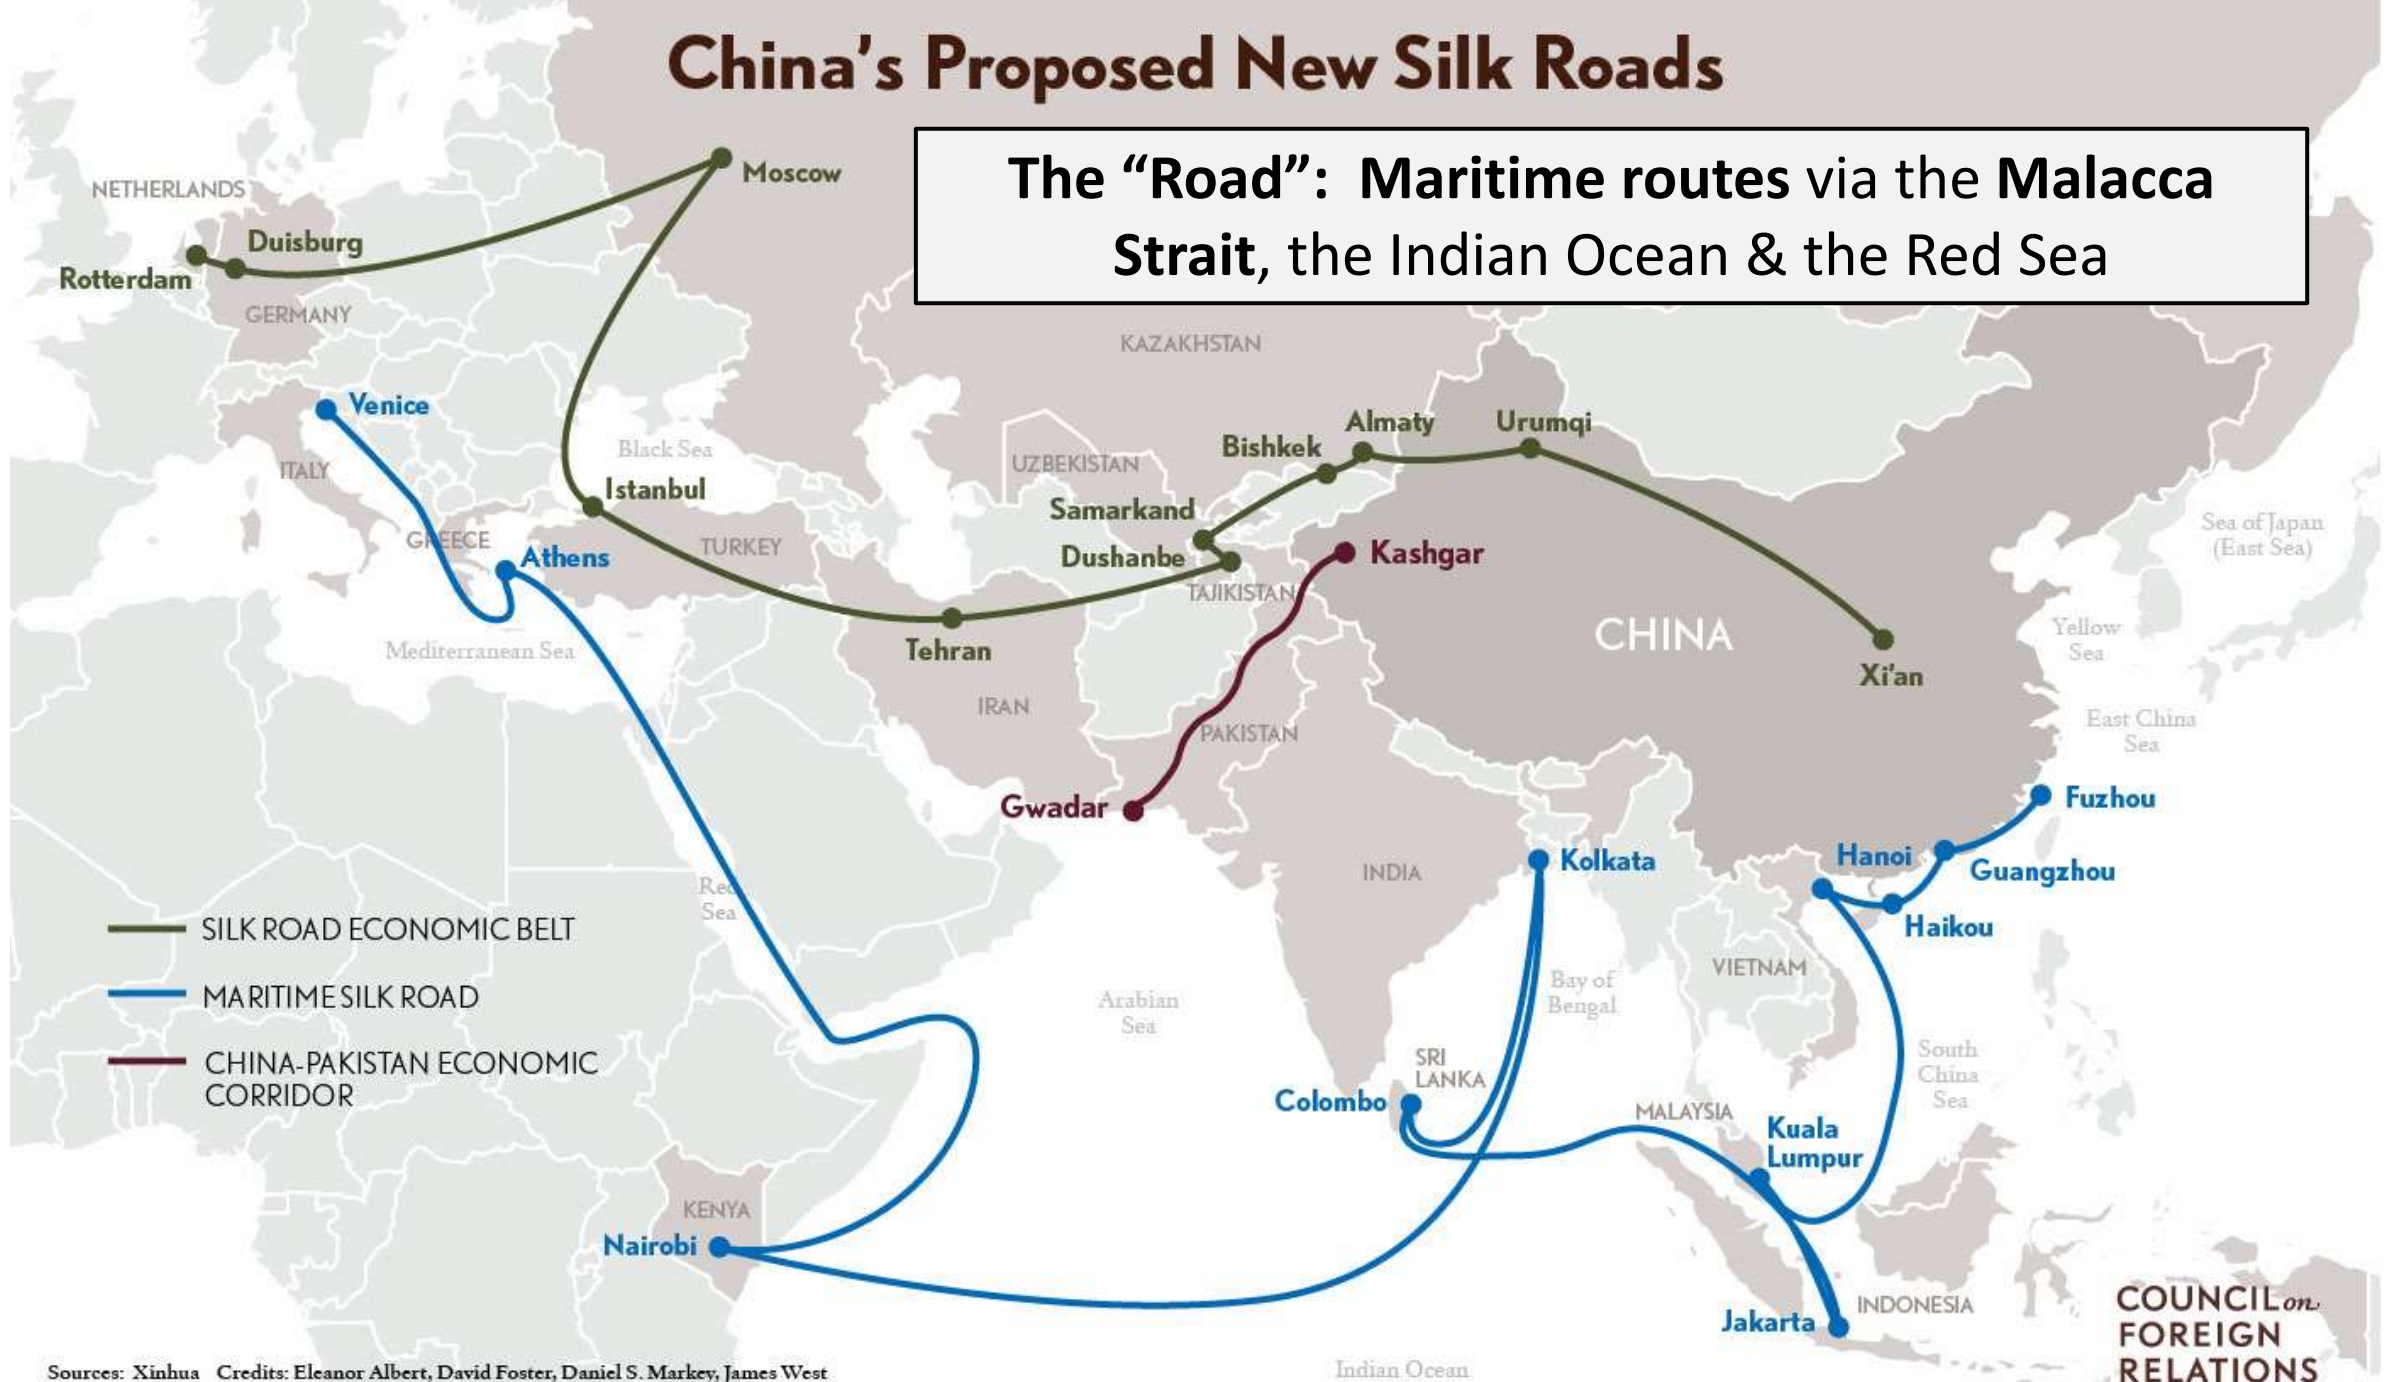 China's Proposed New Silk Roads
The “Road”: Maritime routes via the Malacca
Strait, the Indian Ocean & the Red Sea
Moscow
NETHERLANDS
Duisburg
Rotterdam
GERMANY
KAZAKHSTAN
Venice
Almaty
Urumqi
Bishkek
Black Sea
UZBEKISTAN
ITALY
Istanbul
Samarkand
Sea of Japan
(East Sea)
GREECE
TURKEY
Athens
Dushanbe
Kashgar
TAJIKISTAN
CHINA
Yellow
Sea
Mediterranean Sea
Tehran
Xi'an
IRAN
East China
Sea
PAKISTAN
Gwadar
Fuzhou
Hanoi
Kolkata
INDIA
Guangzhou
Red
Sea
SILK ROAD ECONOMIC BELT
Haikou
VIETNAM
Bay of
Bengal
MARITIME SILK ROAD
Arabian
Sea
CHINA-PAKISTAN ECONOMIC
CORRIDOR
SRI
LANKA
South
China
Sea
Colombo
MALAYSIA
Kuala
Lumpur
KENYA
Nairobi
INDONESIA
Jakarta
COUNCIL on
FOREIGN
RELATIONS
Indian Ocean
Sources: Xinhua Credits: Eleanor Albert, David Foster, Daniel S. Markey, James West